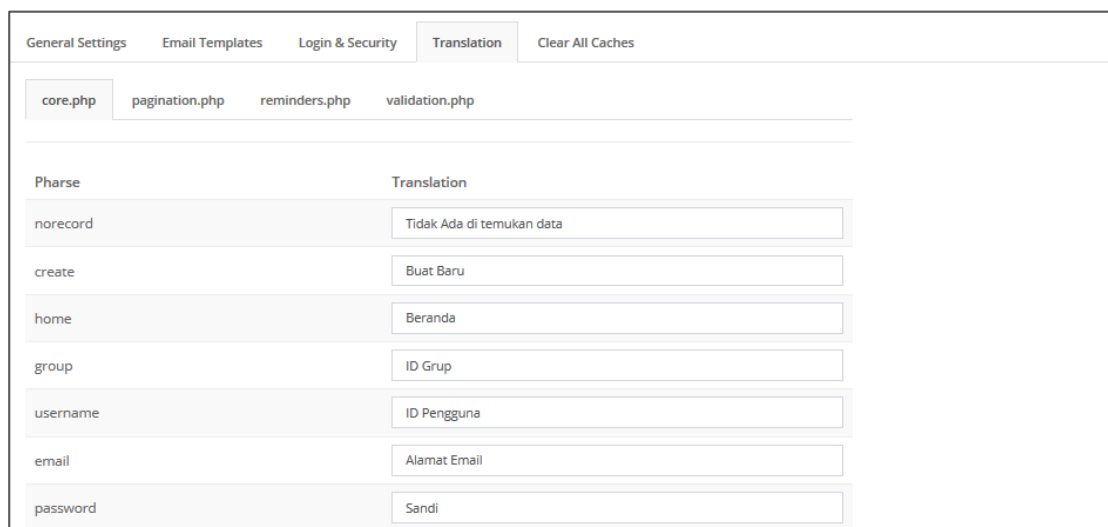 General Settings Email Templates Login & Security Translation Clear All Caches
core.php pagination.php reminders.php validation.php
Pharse Translation
norecord Tidak Ada di temukan data
create Buat Baru
home Beranda
group ID Grup
username ID Pengguna
email Alamat Email
password Sandi